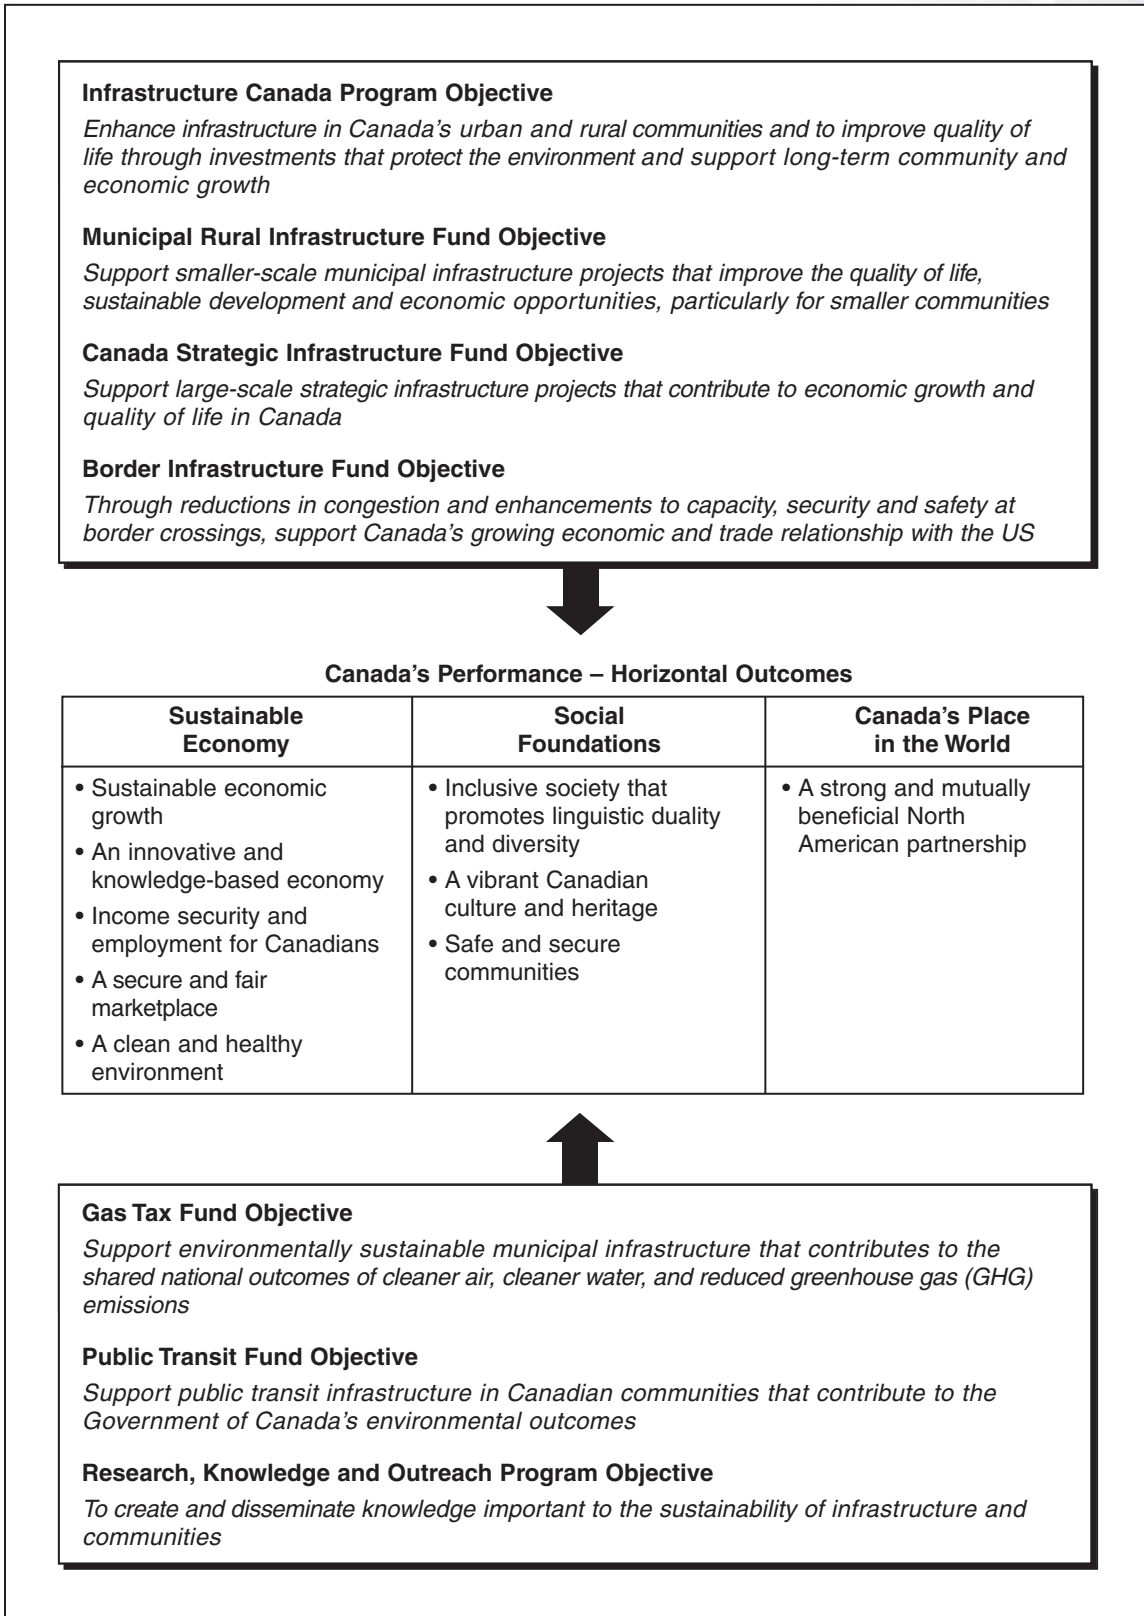 Infrastructure Canada Program Objective
Enhance infrastructure in Canada’s urban and rural communities and to improve quality of
life through investments that protect the environment and support long-term community and
economic growth
Municipal Rural Infrastructure Fund Objective
Support smaller-scale municipal infrastructure projects that improve the quality of life,
sustainable development and economic opportunities, particularly for smaller communities
Canada Strategic Infrastructure Fund Objective
Support large-scale strategic infrastructure projects that contribute to economic growth and
quality of life in Canada
Border Infrastructure Fund Objective
Through reductions in congestion and enhancements to capacity, security and safety at
border crossings, support Canada’s growing economic and trade relationship with the US
Canada’s Performance – Horizontal Outcomes
Sustainable
Economy
• Sustainable economic
growth
• An innovative and
knowledge-based economy
• Income security and
employment for Canadians
• A secure and fair
marketplace
• A clean and healthy
environment
Social
Foundations
• Inclusive society that
promotes linguistic duality
and diversity
• A vibrant Canadian
culture and heritage
• Safe and secure
communities
Canada’s Place
in the World
• A strong and mutually
beneficial North
American partnership
Gas Tax Fund Objective
Support environmentally sustainable municipal infrastructure that contributes to the
shared national outcomes of cleaner air, cleaner water, and reduced greenhouse gas (GHG)
emissions
Public Transit Fund Objective
Support public transit infrastructure in Canadian communities that contribute to the
Government of Canada’s environmental outcomes
Research, Knowledge and Outreach Program Objective
To create and disseminate knowledge important to the sustainability of infrastructure and
communities